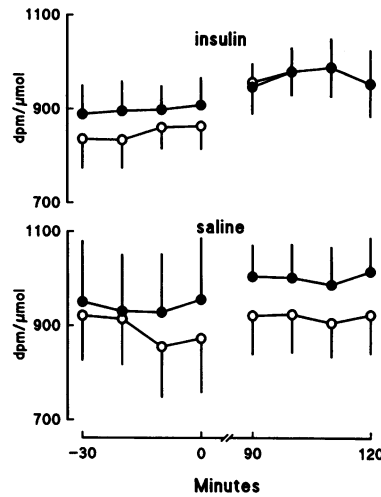 insulin
1100
900
700
dpm/μmol
saline
1100
900
700
dpm/μmol
-30 0 90 120
Minutes